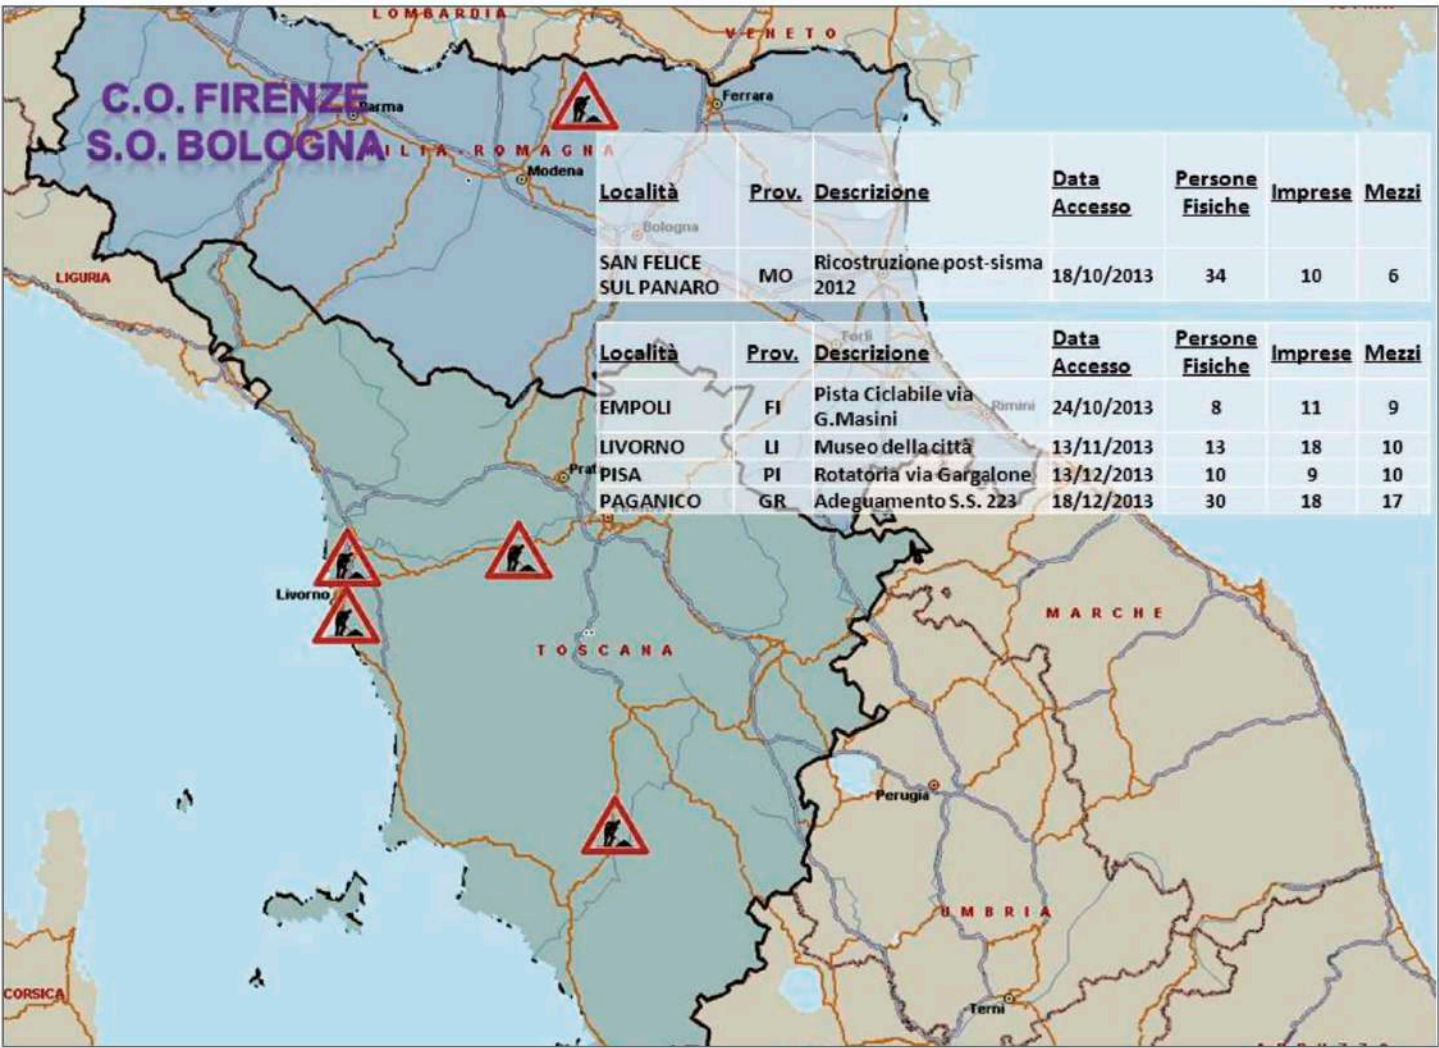 LOMBARDIA
VENETO
C.O. FIRENZE
S.O. BOLOGNA
Parma
Ferrara
EMILIA-ROMAGNA
Modena
Bologna
Località Prov. Descrizione Data Accesso Persone Fisiche Imprese Mezzi
SAN FELICE SUL PANARO MO Ricostruzione post-sisma 2012 18/10/2013 34 10 6
LIGURIA
Forlì
Località Prov. Descrizione Data Accesso Persone Fisiche Imprese Mezzi
EMPOLI FI Pista Ciclabile via G.Masini 24/10/2013 8 11 9
Rimini
LIVORNO LI Museo della città 13/11/2013 13 18 10
PISA PI Rotatoria via Gargalone 13/12/2013 10 9 10
PAGANICO GR Adeguamento S.S. 223 18/12/2013 30 18 17
Prat
Livorno
MARCHE
TOSCANA
Perugia
UMBRIA
CORSICA
Terni